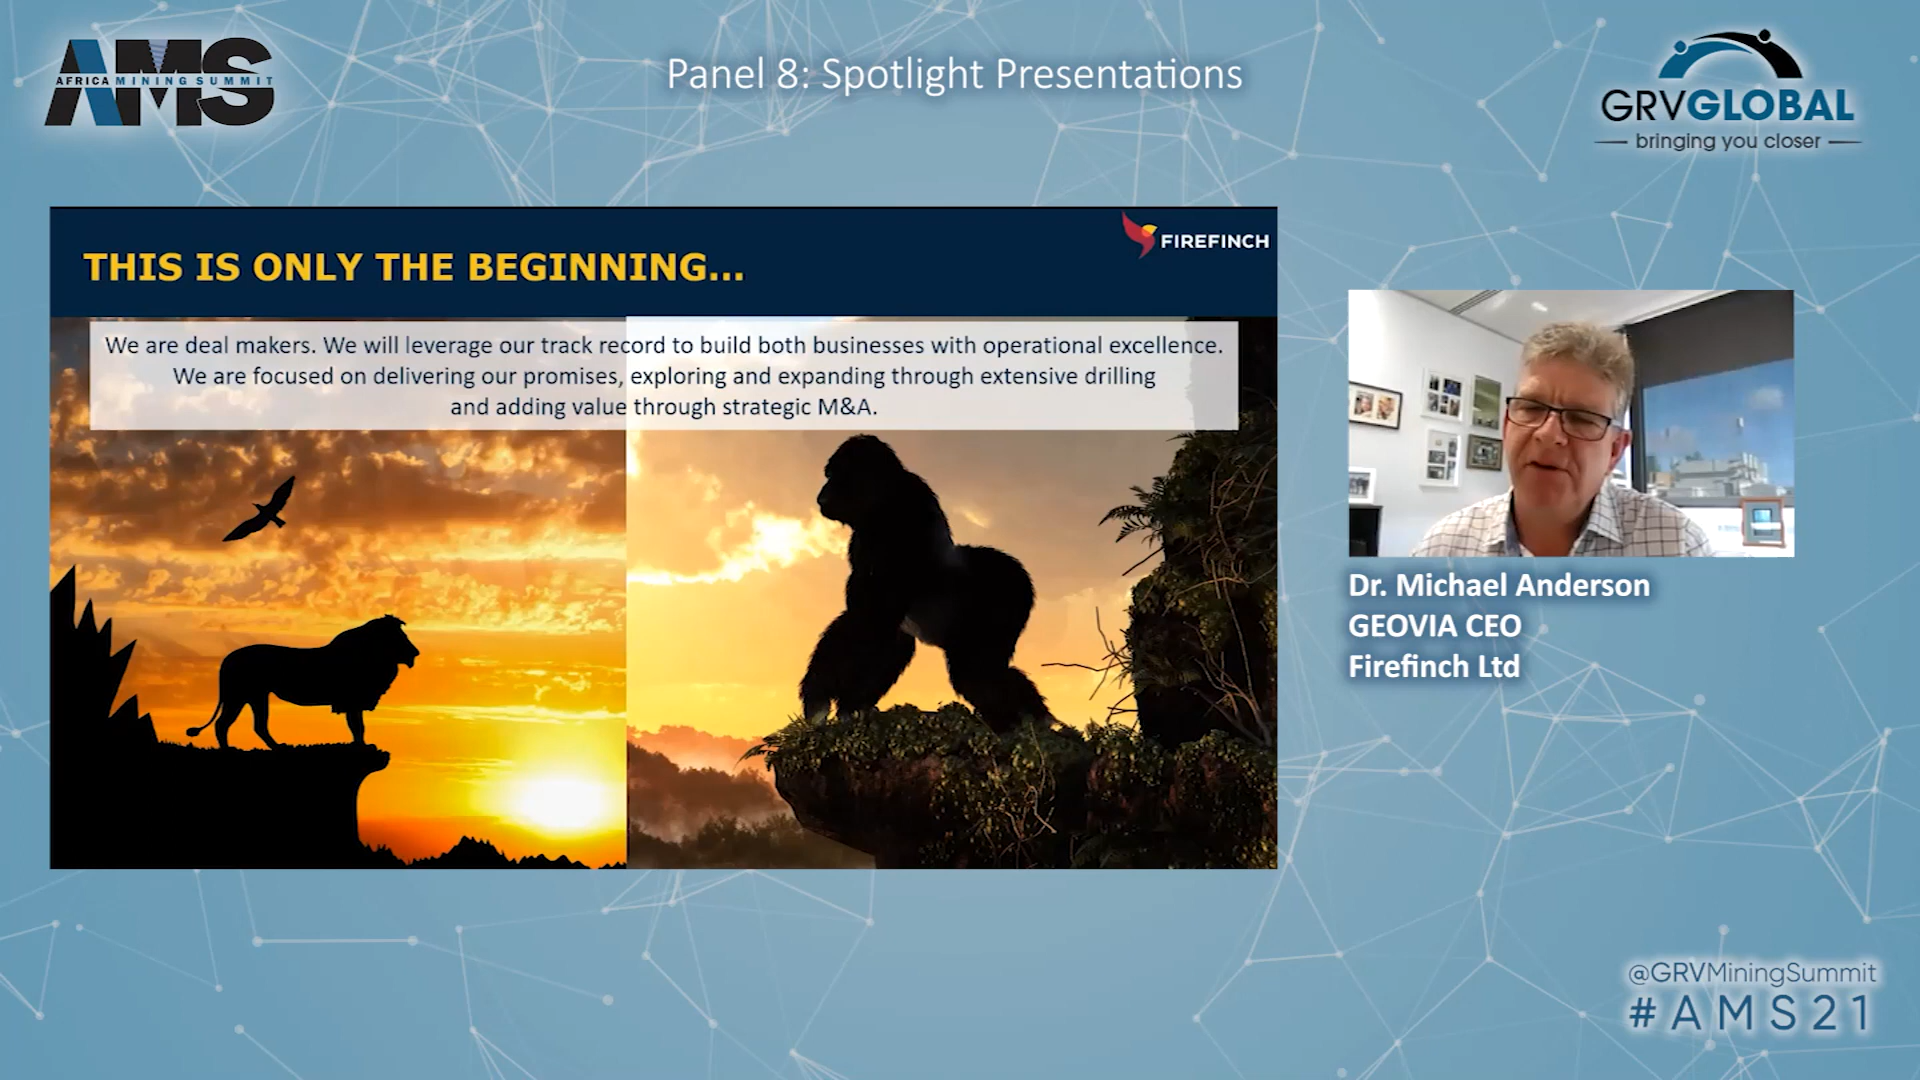 AMS
AFRICA MINING SUMMIT
Panel 8: Spotlight Presentations
GRVGLOBAL
bringing you closer
FIREFINCH
THIS IS ONLY THE BEGINNING...
We are deal makers. We will leverage our track record to build both businesses with operational excellence.
We are focused on delivering our promises, exploring and expanding through extensive drilling
and adding value through strategic M&A.
Dr. Michael Anderson
GEOVIA CEO
Firefinch Ltd
@GRVMiningSummit
#AMS21